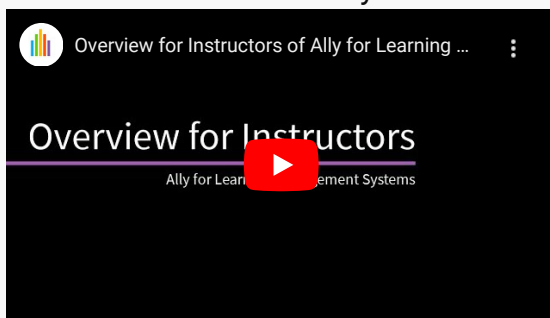 Overview for Instructors of Ally for Learning ...
Overview for Instructors
Ally for Lear ement Systems